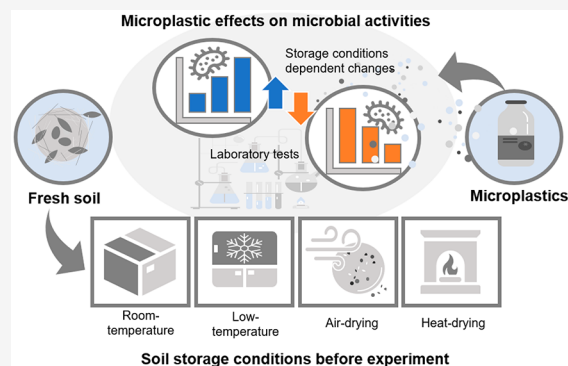 Microplastic effects on microbial activities
Storage conditions
dependent changes
Laboratory tests
Fresh soil
Microplastics
Room-
temperature
Low-
temperature
Air-drying
Heat-drying
Soil storage conditions before experiment